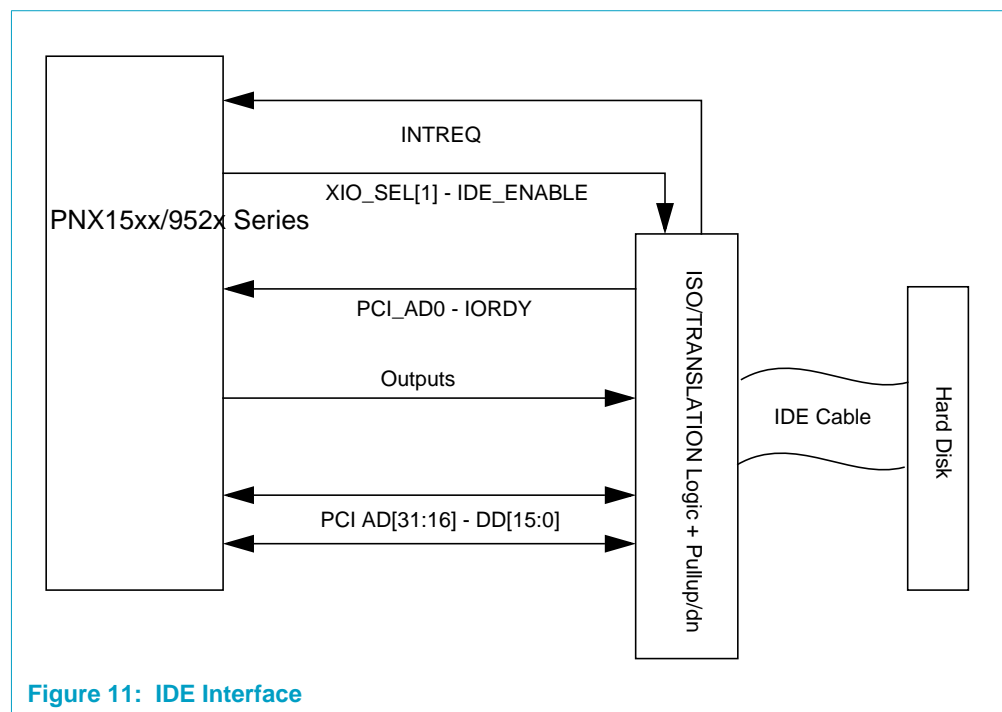 INTREQ
XIO_SEL[1] - IDE_ENABLE
PNX15xx/952x Series
PCI_AD0 - IORDY
Outputs
PCI AD[31:16] - DD[15:0]
ISO/TRANSLATION Logic + Pullup/dn
IDE Cable
Hard Disk
Figure 11: IDE Interface